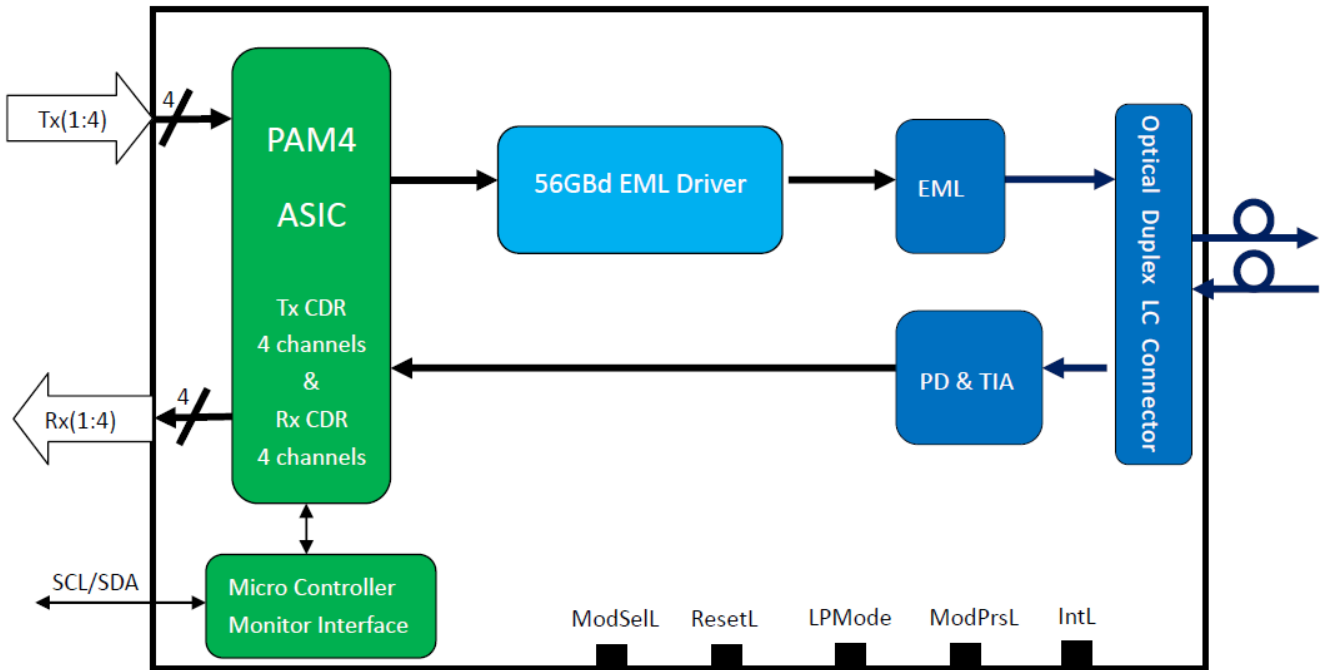 Tx(1:4)
4
PAM4
ASIC
Tx CDR
4 channels
&
Rx CDR
4 channels
56GBd EML Driver
EML
Optical Duplex LC Connector
PD & TIA
4
Rx(1:4)
SCL/SDA
Micro Controller
Monitor Interface
ModSelL
ResetL
LPMode
ModPrsL
IntL